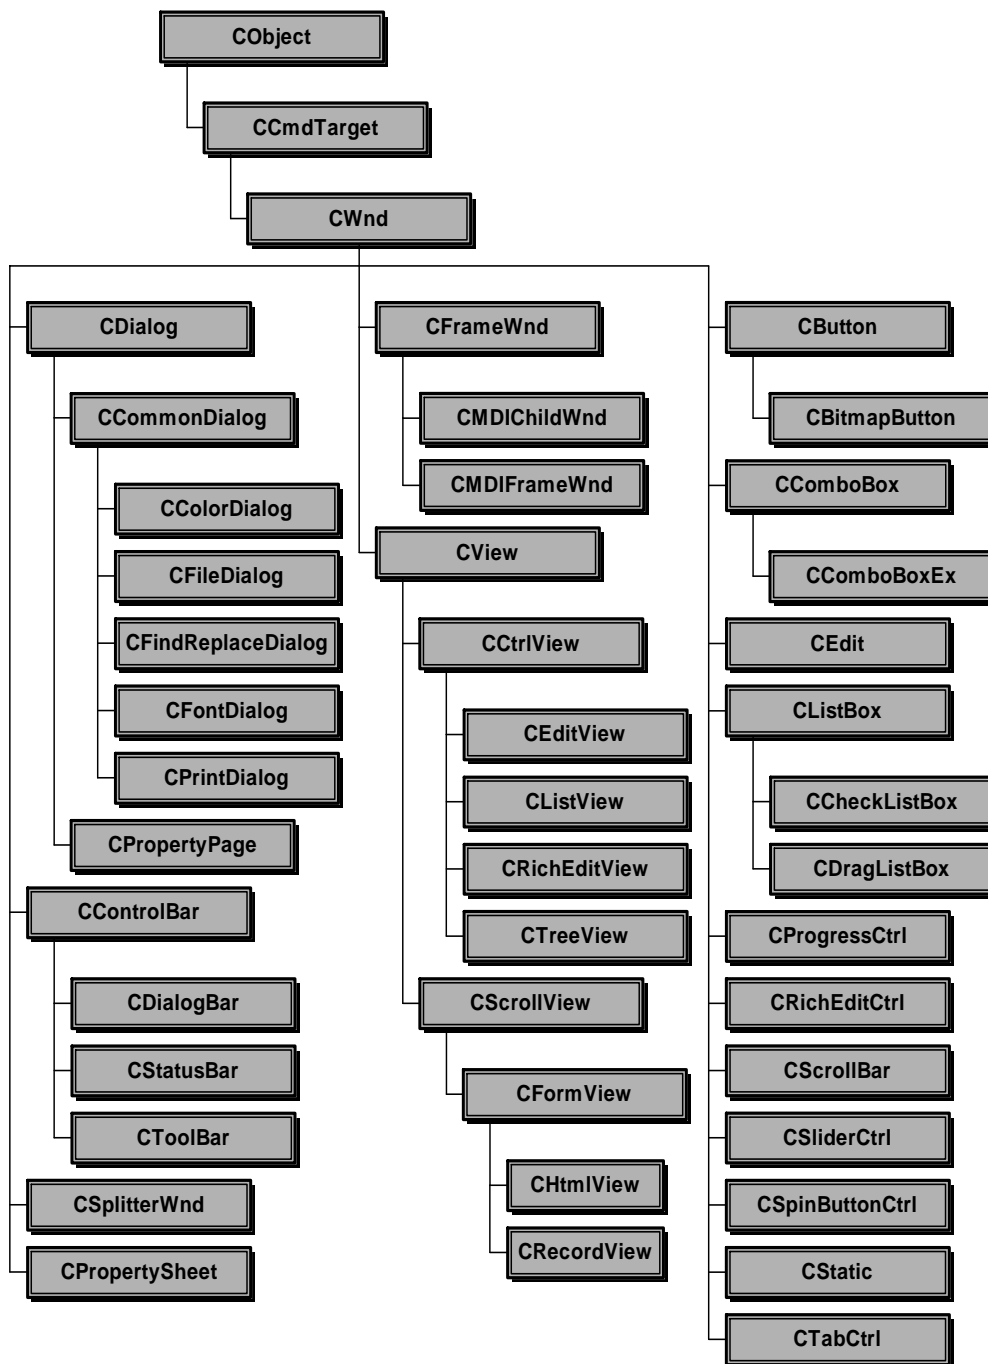 CObject
CCmdTarget
CWnd
CDialog
CCommonDialog
CColorDialog
CFileDialog
CFindReplaceDialog
CFontDialog
CPrintDialog
CPropertyPage
CControlBar
CDialogBar
CStatusBar
CToolBar
CSplitterWnd
CPropertySheet
CFrameWnd
CMDIChildWnd
CMDIFrameWnd
CView
CCtrlView
CEditView
CListView
CRichEditView
CTreeView
CScrollView
CFormView
CHtmlView
CRecordView
CButton
CBitmapButton
CComboBox
CComboBoxEx
CEdit
CListBox
CCheckListBox
CDragListBox
CProgressCtrl
CRichEditCtrl
CScrollBar
CSliderCtrl
CSpinButtonCtrl
CStatic
CTabCtrl